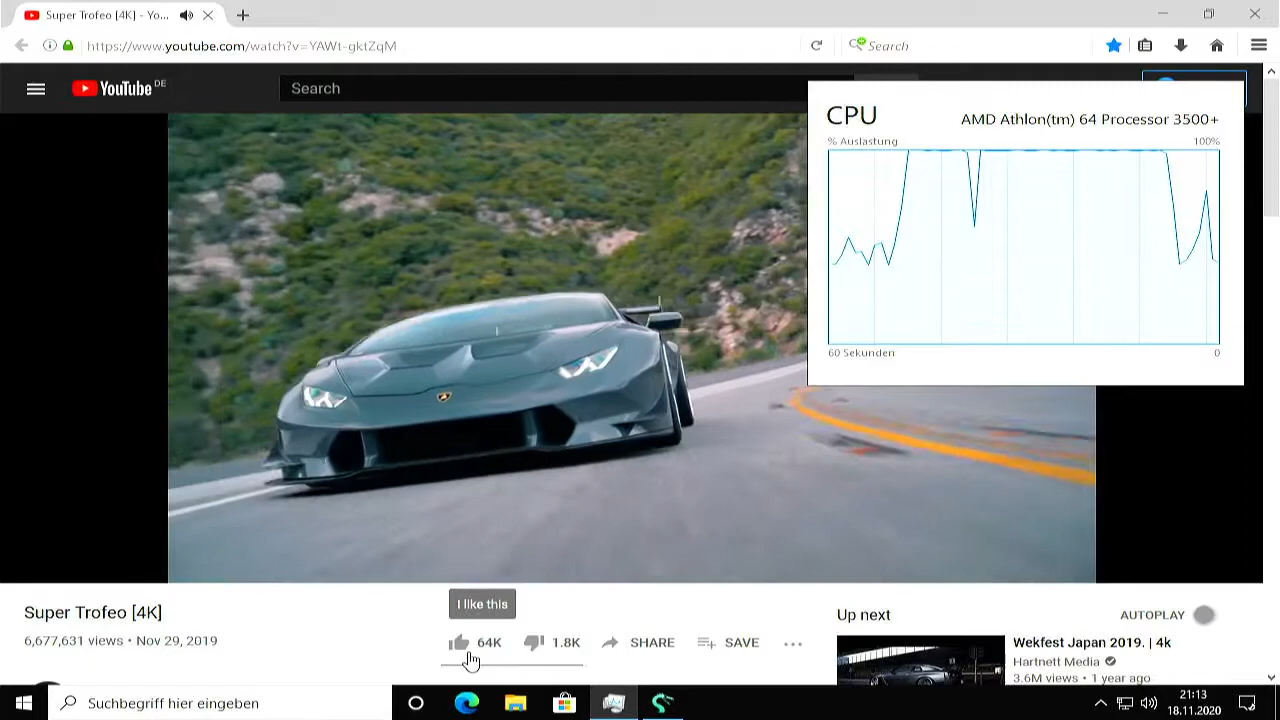 Super Trofeo [4K] - Yo...
https://www.youtube.com/watch?v=YAWt-gktZqM
Search
YouTube DE
Search
CPU
AMD Athlon(tm) 64 Processor 3500+
% Auslastung
100%
60 Sekunden
0
I like this
Super Trofeo [4K]
6,677,631 views • Nov 29, 2019
64K
1.8K
SHARE
SAVE
Up next
AUTOPLAY
Wekfest Japan 2019. | 4k
Hartnett Media
3.6M views • 1 year ago
Suchbegriff hier eingeben
21:13
18.11.2020